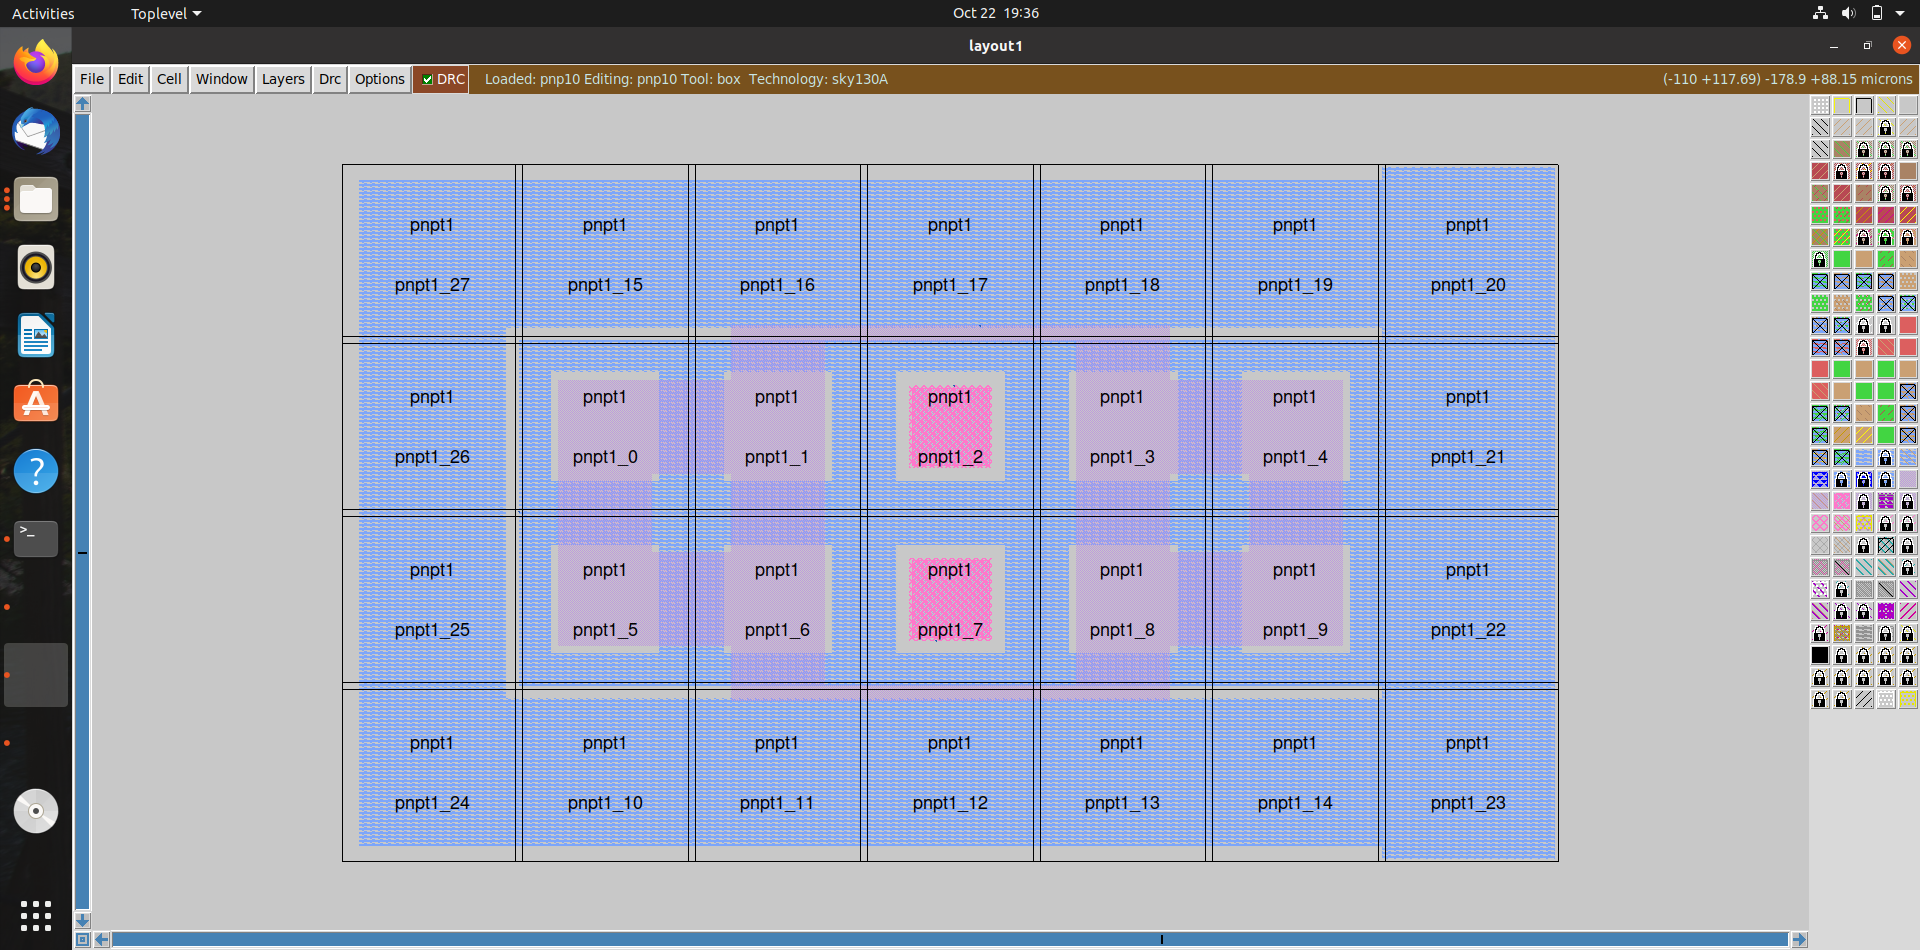 Activities Toplevel Oct 22 19:36
layout1
File Edit Cell Window Layers Drc Options DRC Loaded: pnp10 Editing: pnp10 Tool: box Technology: sky130A (-110 +117.69) -178.9 +88.15 microns
pnpt1 pnpt1 pnpt1 pnpt1 pnpt1 pnpt1 pnpt1
pnpt1_27 pnpt1_15 pnpt1_16 pnpt1_17 pnpt1_18 pnpt1_19 pnpt1_20
pnpt1 pnpt1 pnpt1 pnpt1 pnpt1 pnpt1 pnpt1
pnpt1_26 pnpt1_0 pnpt1_1 pnpt1_2 pnpt1_3 pnpt1_4 pnpt1_21
pnpt1 pnpt1 pnpt1 pnpt1 pnpt1 pnpt1 pnpt1
pnpt1_25 pnpt1_5 pnpt1_6 pnpt1_7 pnpt1_8 pnpt1_9 pnpt1_22
pnpt1 pnpt1 pnpt1 pnpt1 pnpt1 pnpt1 pnpt1
pnpt1_24 pnpt1_10 pnpt1_11 pnpt1_12 pnpt1_13 pnpt1_14 pnpt1_23